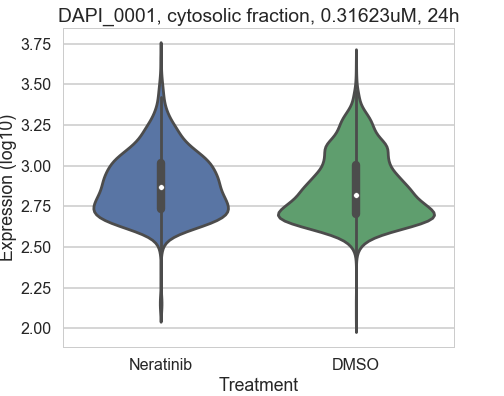 DAPI_0001, cytosolic fraction, 0.31623uM, 24h
Expression (log10)
3.75
3.50
3.25
3.00
2.75
2.50
2.25
2.00
Neratinib
DMSO
Treatment